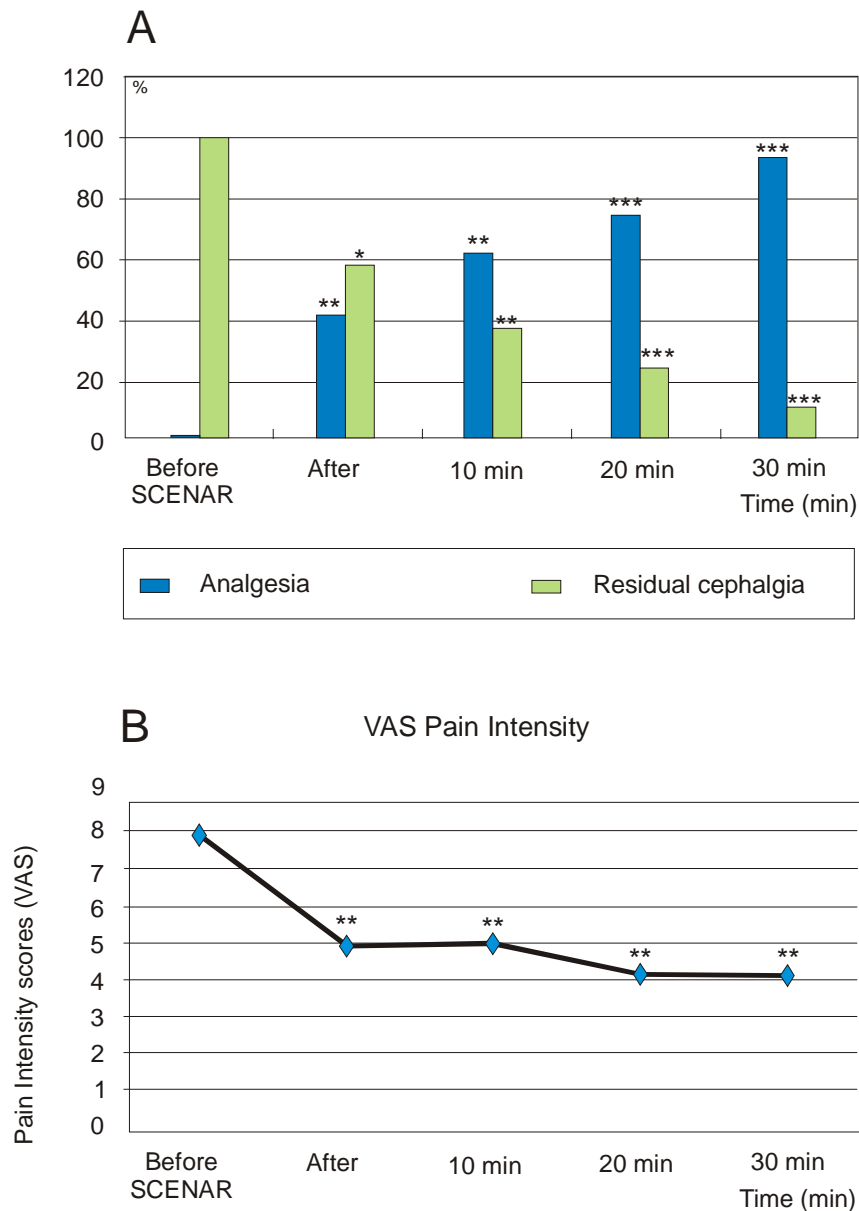 A
120
%
100
80
60
40
20
0
***
***
**
*
**
**
***
***
Before
SCENAR
After
10 min
20 min
30 min
Time (min)
Analgesia
Residual cephalgia
B
VAS Pain Intensity
Pain Intensity scores (VAS)
9
8
7
6
5
4
3
2
1
0
**
**
**
**
Before
SCENAR
After
10 min
20 min
30 min
Time (min)